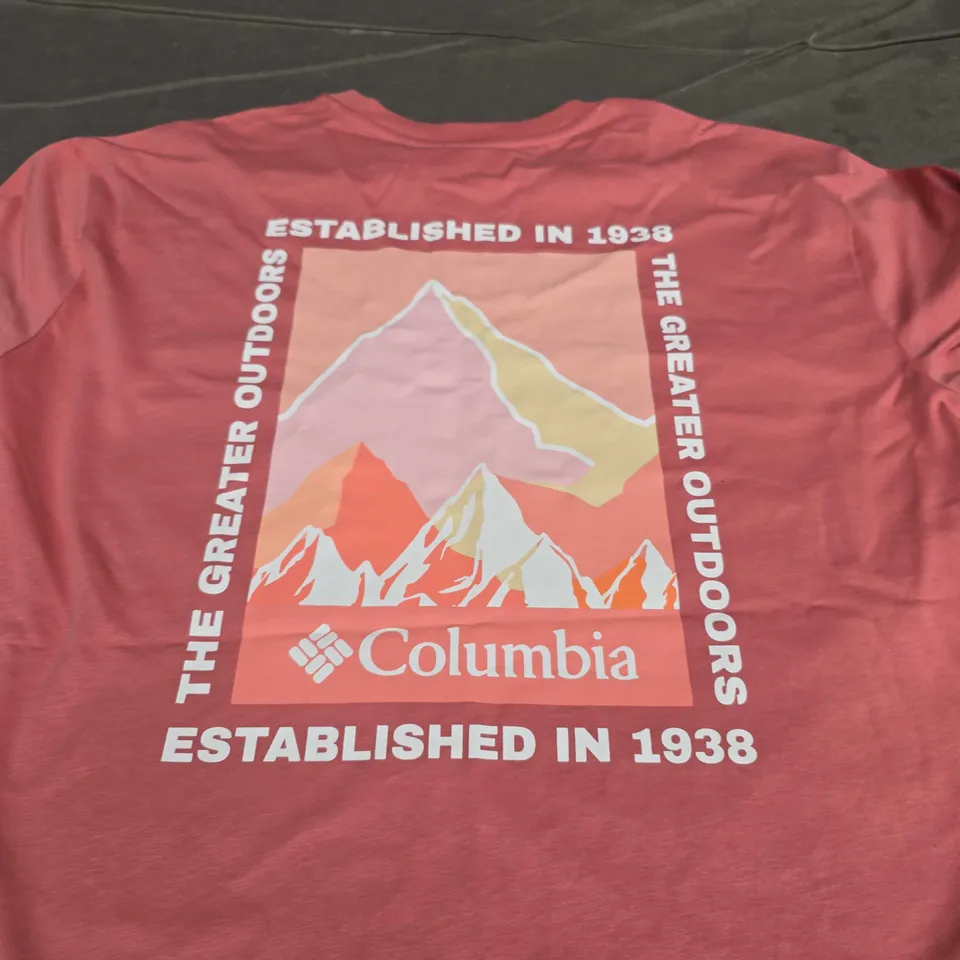 ESTABLISHED IN 1938
THE GREATER OUTDOORS
THE GREATER OUTDOORS
Columbia
ESTABLISHED IN 1938